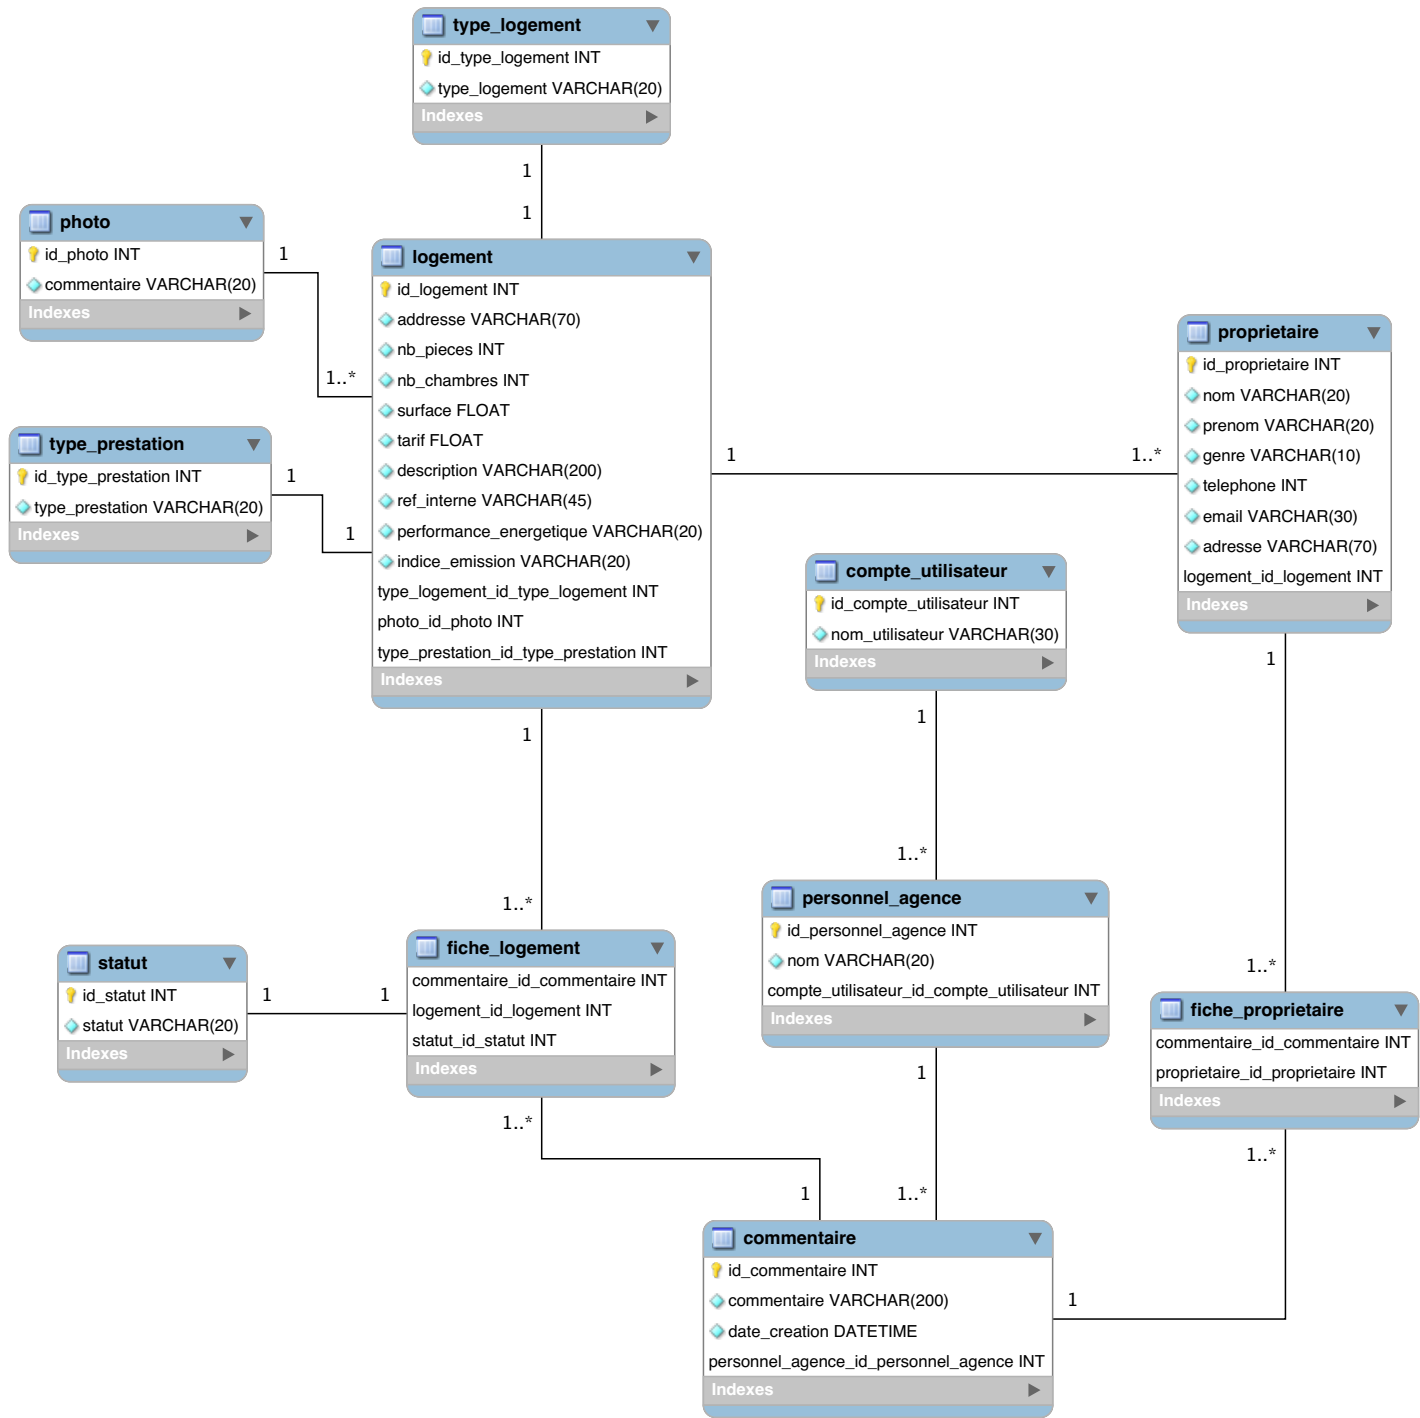 type_logement
id_type_logement INT
type_logement VARCHAR(20)
Indexes
1
1
photo
id_photo INT
commentaire VARCHAR(20)
Indexes
1
1..*
type_prestation
id_type_prestation INT
type_prestation VARCHAR(20)
Indexes
1
1
logement
id_logement INT
addresse VARCHAR(70)
nb_pieces INT
nb_chambres INT
surface FLOAT
tarif FLOAT
description VARCHAR(200)
ref_interne VARCHAR(45)
performance_energetique VARCHAR(20)
indice_emission VARCHAR(20)
type_logement_id_type_logement INT
photo_id_photo INT
type_prestation_id_type_prestation INT
Indexes
1
1..*
proprietaire
id_proprietaire INT
nom VARCHAR(20)
prenom VARCHAR(20)
genre VARCHAR(10)
telephone INT
email VARCHAR(30)
adresse VARCHAR(70)
logement_id_logement INT
Indexes
1
1..*
compte_utilisateur
id_compte_utilisateur INT
nom_utilisateur VARCHAR(30)
Indexes
1
1..*
1
1..*
personnel_agence
id_personnel_agence INT
nom VARCHAR(20)
compte_utilisateur_id_compte_utilisateur INT
Indexes
1
1..*
statut
id_statut INT
statut VARCHAR(20)
Indexes
1
1
fiche_logement
commentaire_id_commentaire INT
logement_id_logement INT
statut_id_statut INT
Indexes
1..*
1
fiche_proprietaire
commentaire_id_commentaire INT
proprietaire_id_proprietaire INT
Indexes
1..*
1
commentaire
id_commentaire INT
commentaire VARCHAR(200)
date_creation DATETIME
personnel_agence_id_personnel_agence INT
Indexes